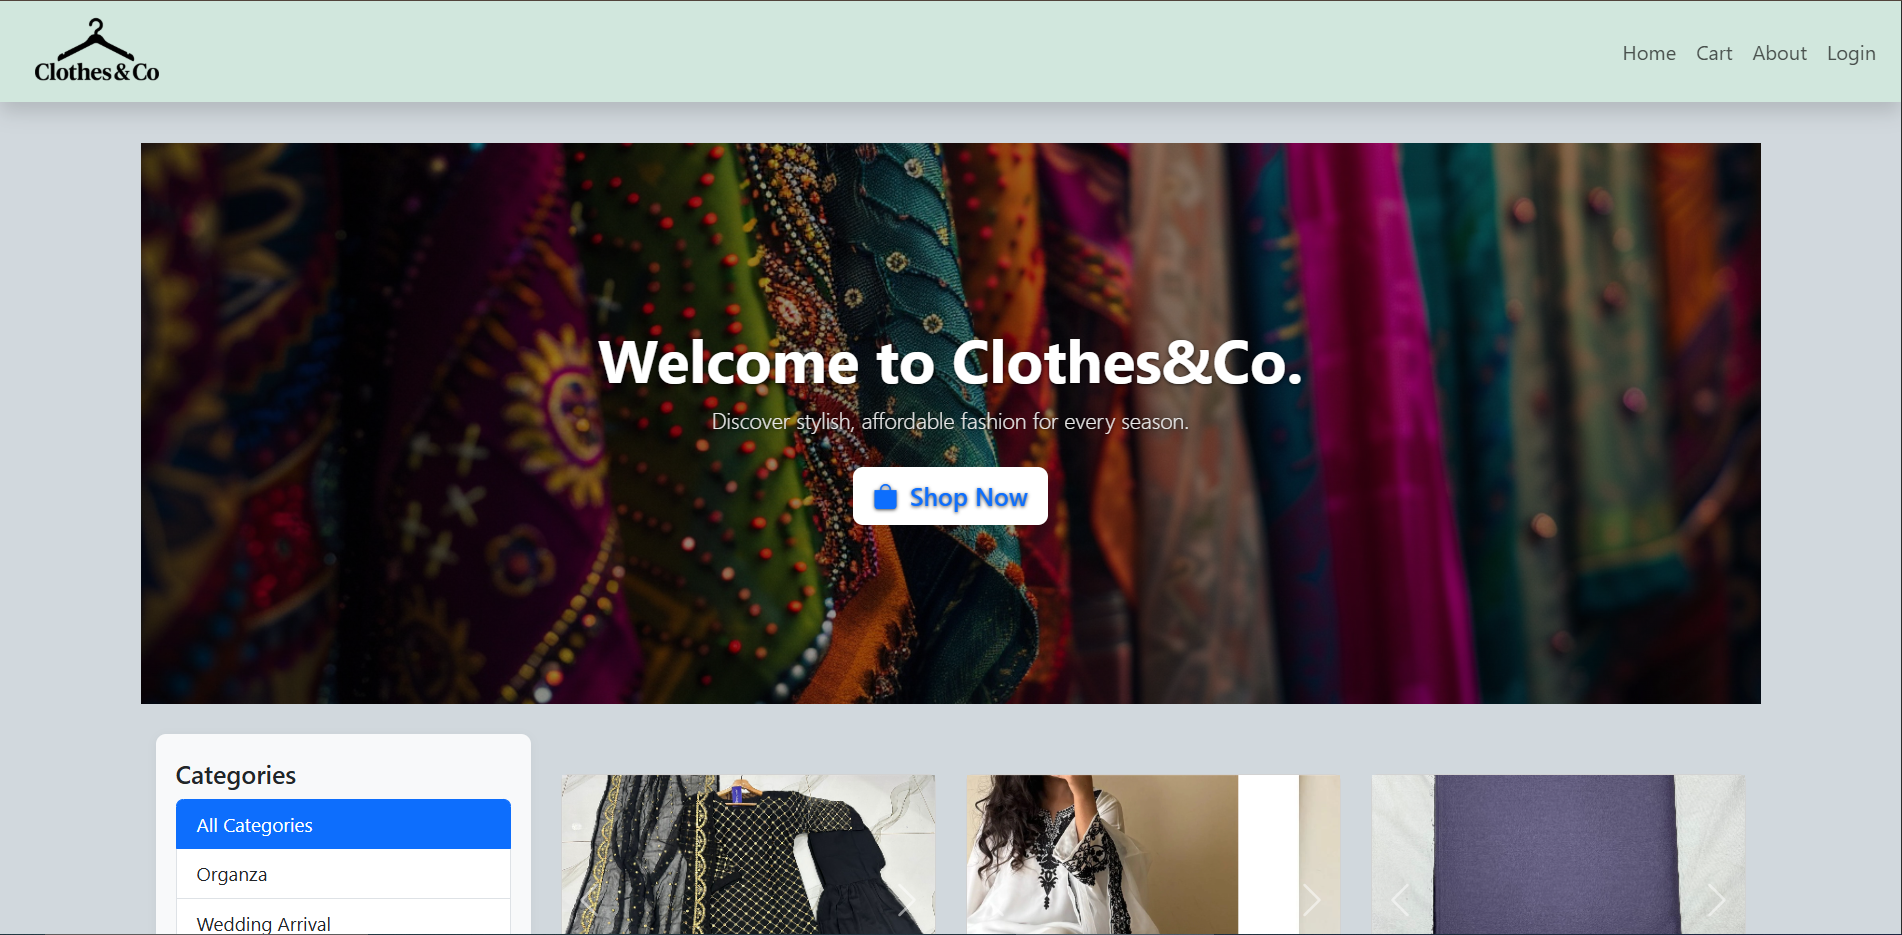 Clothes&Co
Home Cart About Login
Welcome to Clothes&Co.
Discover stylish, affordable fashion for every season.
Shop Now
Categories
All Categories
Organza
Wedding Arrival